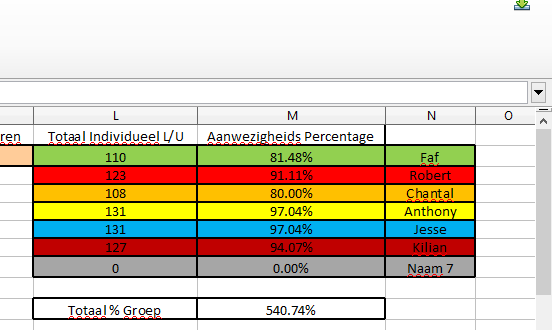 L M N O
ren Totaal Individueel L/U Aanwezigheids Percentage
110 81.48% Faf
123 91.11% Robert
108 80.00% Chantal
131 97.04% Anthony
131 97.04% Jesse
127 94.07% Kilian
0 0.00% Naam 7
Totaal % Groep 540.74%